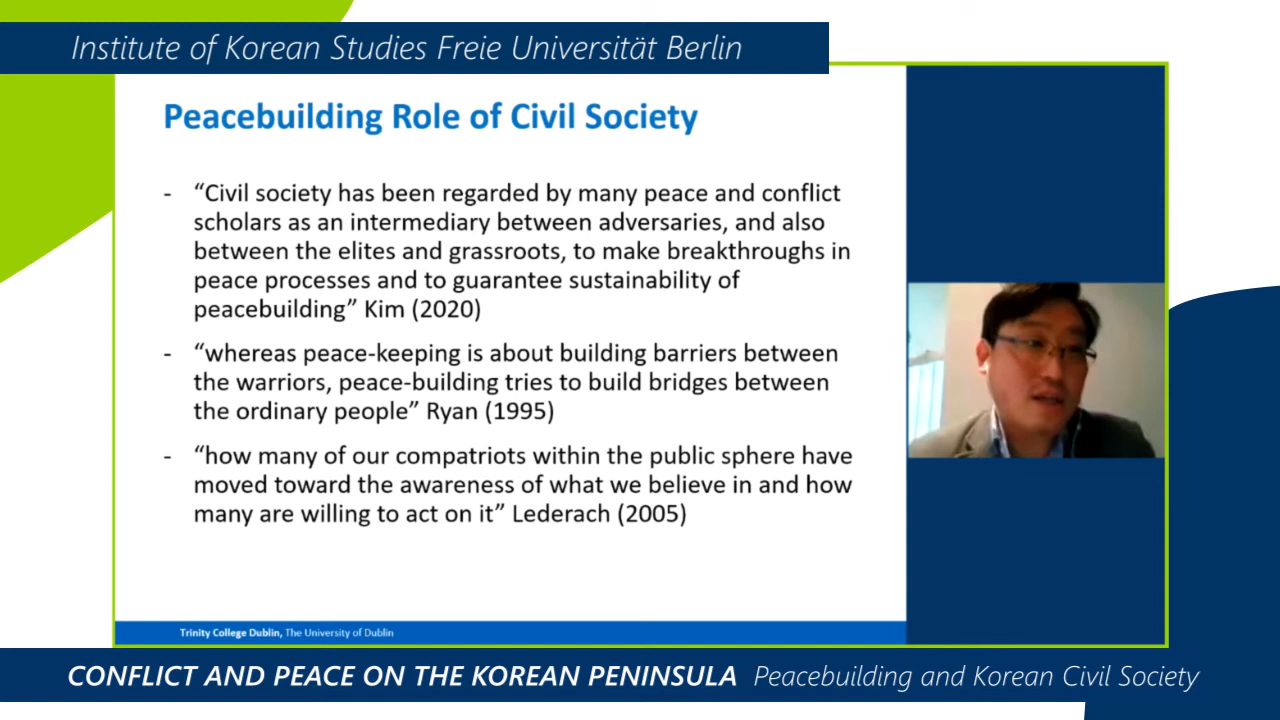 Institute of Korean Studies Freie Universität Berlin
Peacebuilding Role of Civil Society
- “Civil society has been regarded by many peace and conflict
scholars as an intermediary between adversaries, and also
between the elites and grassroots, to make breakthroughs in
peace processes and to guarantee sustainability of
peacebuilding” Kim (2020)
- “whereas peace-keeping is about building barriers between
the warriors, peace-building tries to build bridges between
the ordinary people” Ryan (1995)
- “how many of our compatriots within the public sphere have
moved toward the awareness of what we believe in and how
many are willing to act on it” Lederach (2005)
Trinity College Dublin, The University of Dublin
CONFLICT AND PEACE ON THE KOREAN PENINSULA Peacebuilding and Korean Civil Society